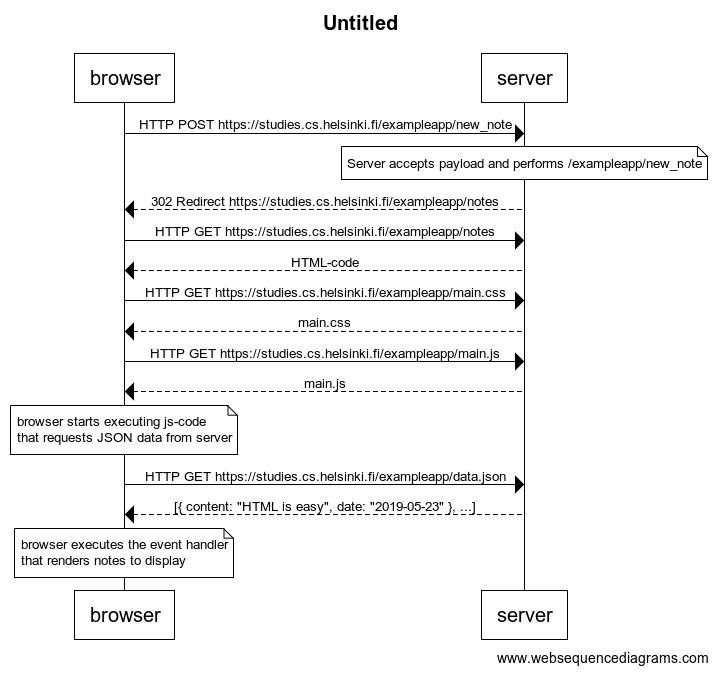 Untitled
browser
server
HTTP POST https://studies.cs.helsinki.fi/exampleapp/new_note
Server accepts payload and performs /exampleapp/new_note
302 Redirect https://studies.cs.helsinki.fi/exampleapp/notes
HTTP GET https://studies.cs.helsinki.fi/exampleapp/notes
HTML-code
HTTP GET https://studies.cs.helsinki.fi/exampleapp/main.css
main.css
HTTP GET https://studies.cs.helsinki.fi/exampleapp/main.js
main.js
browser starts executing js-code
that requests JSON data from server
HTTP GET https://studies.cs.helsinki.fi/exampleapp/data.json
[{ content: "HTML is easy", date: "2019-05-23" }, ...]
browser executes the event handler
that renders notes to display
browser
server
www.websequencediagrams.com